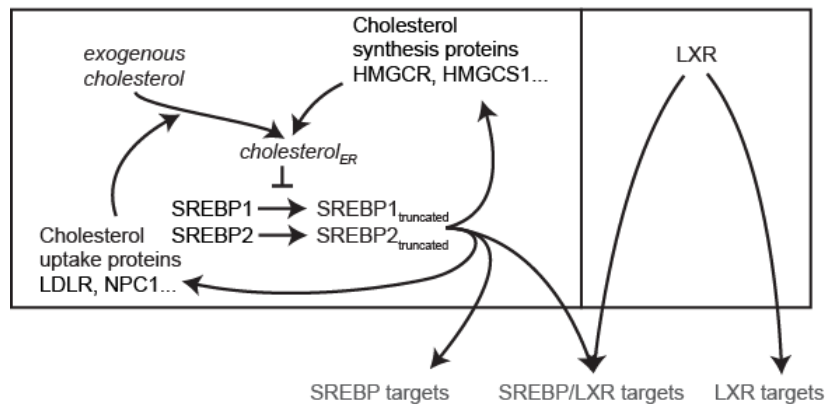 exogenous
cholesterol
Cholesterol
synthesis proteins
HMGCR, HMGCS1...
LXR
cholesterolER
SREBP1
SREBP1truncated
SREBP2
SREBP2truncated
Cholesterol
uptake proteins
LDLR, NPC1...
SREBP targets
SREBP/LXR targets
LXR targets